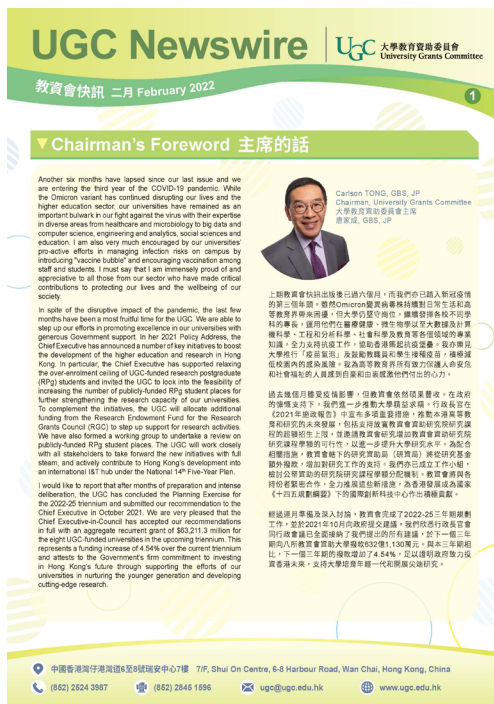 UGC Newswire
UGC 大學教育資助委員會
University Grants Committee
教資會快訊 二月 February 2022
1
Chairman's Foreword 主席的話
Another six months have lapsed since our last issue and we
are entering the third year of the COVID-19 pandemic. While
the Omicron variant has continued disrupting our lives and the
higher education sector, our universities have remained as an
important bulwark in our fight against the virus with their expertise
in diverse areas from healthcare and microbiology to big data and
computer science, engineering and analytics, social sciences and
education. I am also very much encouraged by our universities'
pro-active efforts in managing infection risks on campus by
introducing "vaccine bubble" and encouraging vaccination among
staff and students. I must say that I am immensely proud of and
appreciative to all those from our sector who have made critical
contributions to protecting our lives and the wellbeing of our
society.
In spite of the disruptive impact of the pandemic, the last few
months have been a most fruitful time for the UGC. We are able to
step up our efforts in promoting excellence in our universities with
generous Government support. In her 2021 Policy Address, the
Chief Executive has announced a number of key initiatives to boost
the development of the higher education and research in Hong
Kong. In particular, the Chief Executive has supported relaxing
the over-enrolment ceiling of UGC-funded research postgraduate
(RPg) students and invited the UGC to look into the feasibility of
increasing the number of publicly-funded RPg student places for
further strengthening the research capacity of our universities.
To complement the initiatives, the UGC will allocate additional
funding from the Research Endowment Fund for the Research
Grants Council (RGC) to step up support for research activities.
We have also formed a working group to undertake a review on
publicly-funded RPg student places. The UGC will work closely
with all stakeholders to take forward the new initiatives with full
steam, and actively contribute to Hong Kong's development into
an international I&T hub under the National 14th Five-Year Plan.
I would like to report that after months of preparation and intense
deliberation, the UGC has concluded the Planning Exercise for
the 2022-25 triennium and submitted our recommendation to the
Chief Executive in October 2021. We are very pleased that the
Chief Executive-in-Council has accepted our recommendations
in full with an aggregate recurrent grant of $63,211.3 million for
the eight UGC-funded universities in the upcoming triennium. This
represents a funding increase of 4.54% over the current triennium
and attests to the Government's firm commitment to investing
in Hong Kong's future through supporting the efforts of our
universities in nurturing the younger generation and developing
cutting-edge research.
Carlson TONG, GBS, JP
Chairman, University Grants Committee
大學教育資助委員會主席
唐家成, GBS, JP
上期教資會快訊出版後已過六個月，而我們亦已踏入新冠疫情
的第三個年頭。雖然Omicron變異病毒株持續對日常生活和高
等教育界帶來困擾，但大學仍堅守崗位，繼續發揮各校不同學
科的專長，運用他們在醫療健康、微生物學以至大數據及計算
機科學、工程和分析科學、社會科學及教育等各個領域的專業
知識，全力支持抗疫工作，協助香港築起抗疫堡壘。我亦樂見
大學推行「疫苗氣泡」及鼓勵教職員和學生接種疫苗，積極減
低校園內的感染風險。我為高等教育界所有致力保護人命安危
和社會福祉的人員感到自豪和由衷感激他們付出的心力。
過去幾個月雖受疫情影響，但教資會依然碩果豐收。在政府
的慷慨支持下，我們進一步推動大學精益求精。行政長官在
《2021年施政報告》中宣布多項重要措施，推動本港高等教
育和研究的未來發展，包括支持放寬教資會資助研究院研究課
程的超額招生上限，並邀請教資會研究增加教資會資助研究院
研究課程學額的可行性，以進一步提升大學研究水平。為配合
相關措施，教資會轄下的研究資助局（研資局）將從研究基金
額外撥款，增加對研究工作的支持。我們亦已成立工作小組，
檢討公帑資助的研究院研究課程學額分配機制。教資會將與各
持份者緊密合作，全力推展這些新措施，為香港發展成為國家
《十四五規劃綱要》下的國際創新科技中心作出積極貢獻。
經過連月準備及深入討論，教資會完成了2022-25三年期規劃
工作，並於2021年10月向政府提交建議。我們欣悉行政長官會
同行政會議已全面接納了我們提出的所有建議，於下一個三年
期向八所教資會資助大學撥款632億1,130萬元。與本三年期相
比，下一個三年期的撥款增加了4.54%，足以證明政府致力投
資香港未來，支持大學培育年輕一代和開展尖端研究。
中國香港灣仔港灣道6至8號瑞安中心7樓 7/F, Shui On Centre, 6-8 Harbour Road, Wan Chai, Hong Kong, China
(852) 2524 3987 (852) 2845 1596 ugc@ugc.edu.hk www.ugc.edu.hk